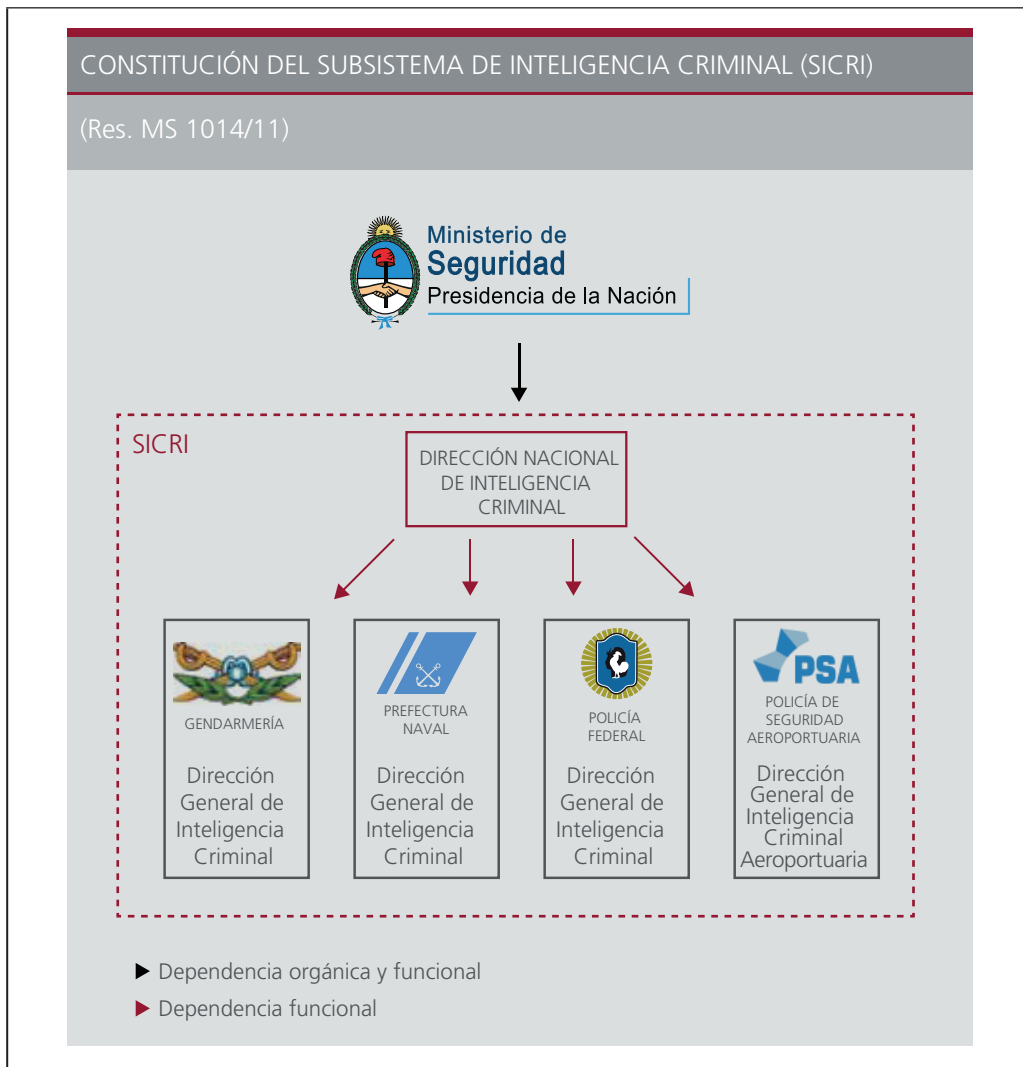 CONSTITUCIÓN DEL SUBSISTEMA DE INTELIGENCIA CRIMINAL (SICRI)
(Res. MS 1014/11)
Ministerio de
Seguridad
Presidencia de la Nación
SICRI
DIRECCIÓN NACIONAL
DE INTELIGENCIA
CRIMINAL
GENDARMERÍA
Dirección
General de
Inteligencia
Criminal
PREFECTURA
NAVAL
Dirección
General de
Inteligencia
Criminal
POLICÍA
FEDERAL
Dirección
General de
Inteligencia
Criminal
PSA
POLICÍA DE
SEGURIDAD
AEROPORTUARIA
Dirección
General de
Inteligencia
Criminal
Aeroportuaria
Dependencia orgánica y funcional
Dependencia funcional